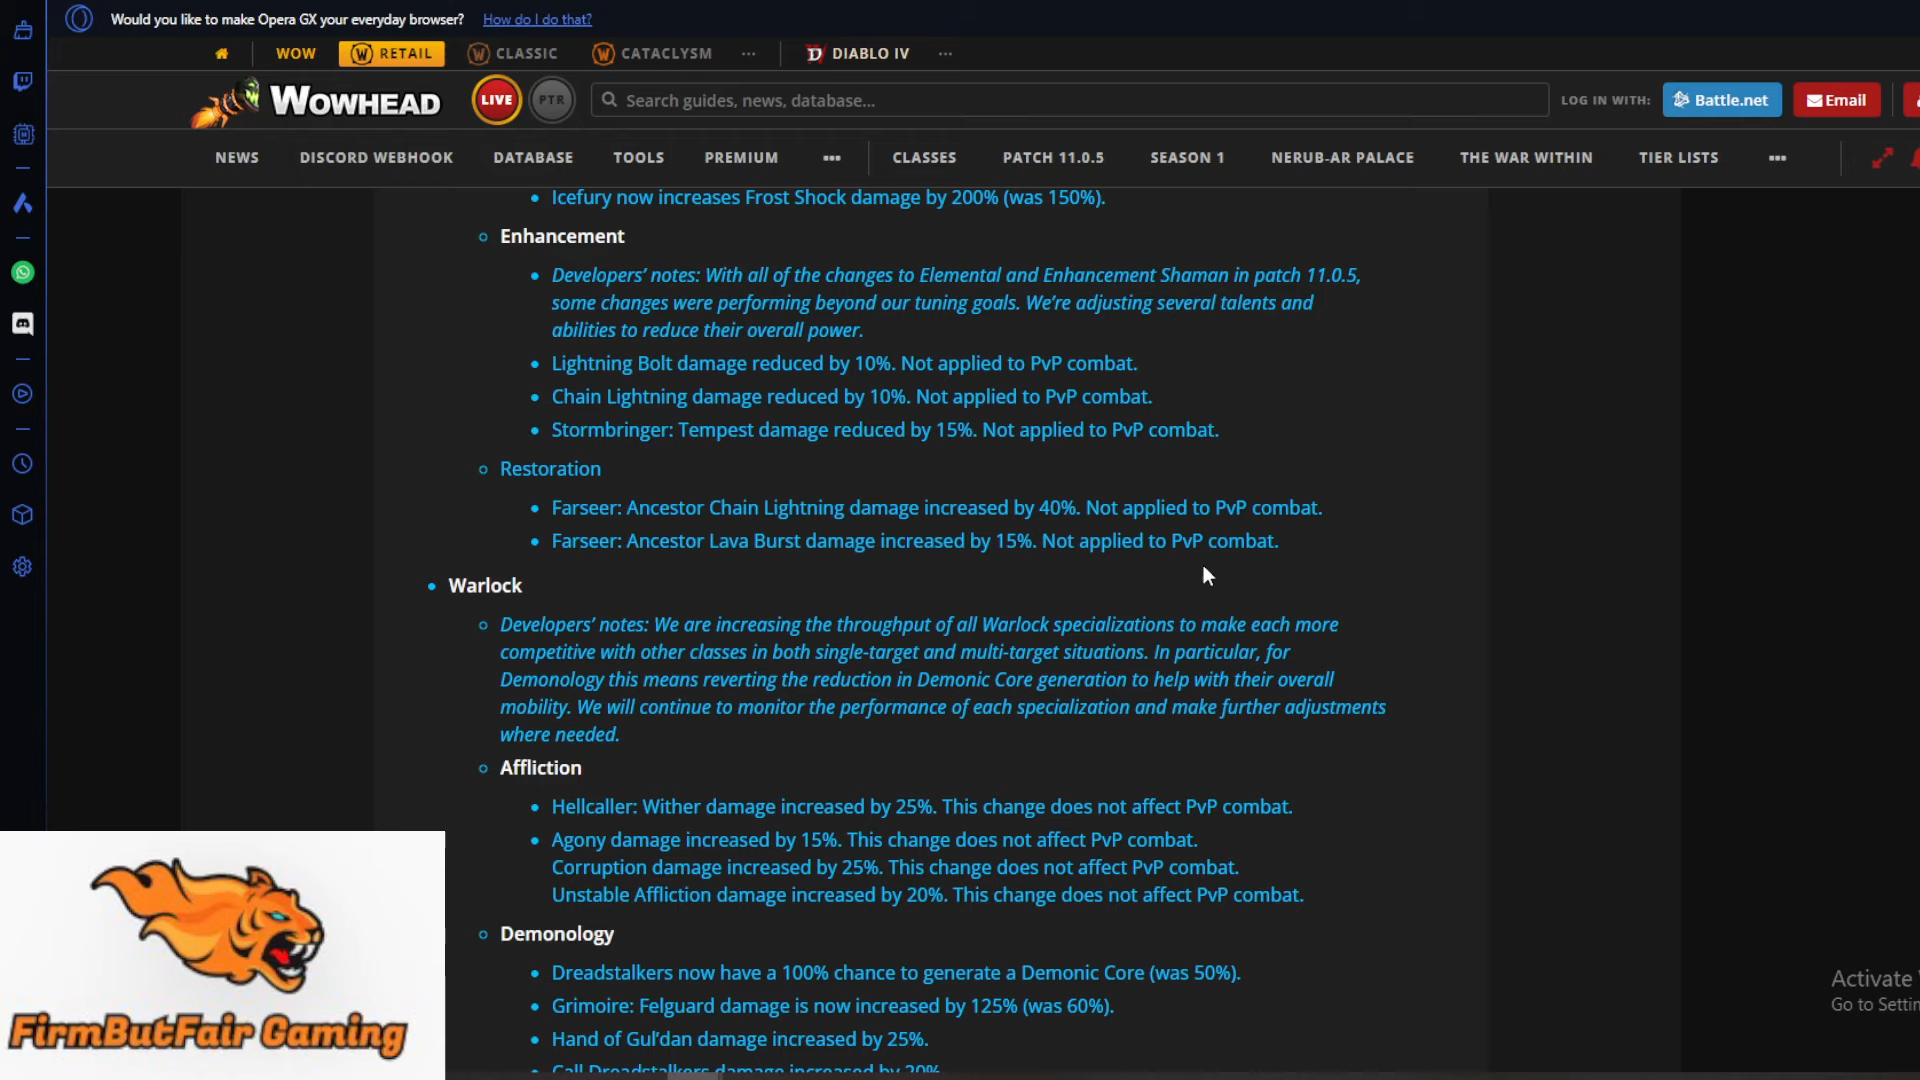 Would you like to make Opera GX your everyday browser? How do I do that?
WOW RETAIL CLASSIC CATACLYSM ... DIABLO IV ...
WOWHEAD LIVE PTR Search guides, news, database... LOG IN WITH: Battle.net Email
NEWS DISCORD WEBHOOK DATABASE TOOLS PREMIUM ... CLASSES PATCH 11.0.5 SEASON 1 NERUB-AR PALACE THE WAR WITHIN TIER LISTS ...
Icefury now increases Frost Shock damage by 200% (was 150%).
Enhancement
Developers’ notes: With all of the changes to Elemental and Enhancement Shaman in patch 11.0.5,
some changes were performing beyond our tuning goals. We’re adjusting several talents and
abilities to reduce their overall power.
Lightning Bolt damage reduced by 10%. Not applied to PvP combat.
Chain Lightning damage reduced by 10%. Not applied to PvP combat.
Stormbringer: Tempest damage reduced by 15%. Not applied to PvP combat.
Restoration
Farseer: Ancestor Chain Lightning damage increased by 40%. Not applied to PvP combat.
Farseer: Ancestor Lava Burst damage increased by 15%. Not applied to PvP combat.
Warlock
Developers’ notes: We are increasing the throughput of all Warlock specializations to make each more
competitive with other classes in both single-target and multi-target situations. In particular, for
Demonology this means reverting the reduction in Demonic Core generation to help with their overall
mobility. We will continue to monitor the performance of each specialization and make further adjustments
where needed.
Affliction
Hellcaller: Wither damage increased by 25%. This change does not affect PvP combat.
Agony damage increased by 15%. This change does not affect PvP combat.
Corruption damage increased by 25%. This change does not affect PvP combat.
Unstable Affliction damage increased by 20%. This change does not affect PvP combat.
Demonology
Dreadstalkers now have a 100% chance to generate a Demonic Core (was 50%).
Grimoire: Felguard damage is now increased by 125% (was 60%).
Hand of Gul’dan damage increased by 25%.
Call Dreadstalkers damage increased by 20%
Activate
Go to Settin
FirmButFair Gaming